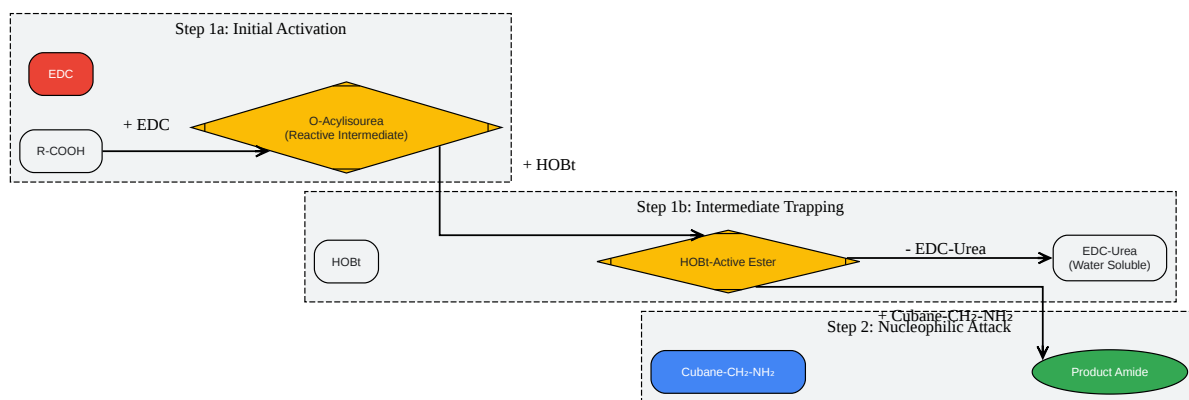 Step 1a: Initial Activation
EDC
+ EDC
O-Acylisourea
(Reactive Intermediate)
R-COOH
+ HOBt
Step 1b: Intermediate Trapping
HOBt
HOBt-Active Ester
- EDC-Urea
EDC-Urea
(Water Soluble)
+ Cubane-CH₂-NH₂
Step 2: Nucleophilic Attack
Cubane-CH₂-NH₂
Product Amide